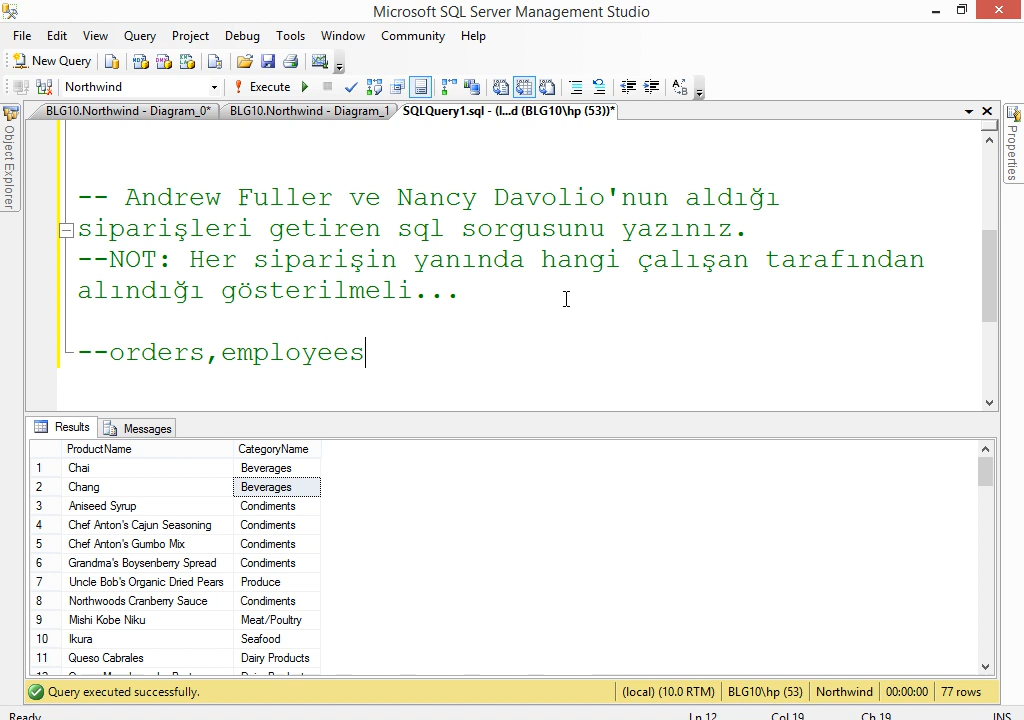 Microsoft SQL Server Management Studio
File Edit View Query Project Debug Tools Window Community Help
New Query
Northwind Execute
BLG10.Northwind - Diagram_0* BLG10.Northwind - Diagram_1 SQLQuery1.sql - (l...d (BLG10\hp (53))*
Object Explorer
Properties
-- Andrew Fuller ve Nancy Davolio'nun aldığı
siparişleri getiren sql sorgusunu yazınız.
--NOT: Her siparişin yanında hangi çalışan tarafından
alındığı gösterilmeli...
--orders,employees
Results Messages
ProductName CategoryName
1 Chai Beverages
2 Chang Beverages
3 Aniseed Syrup Condiments
4 Chef Anton's Cajun Seasoning Condiments
5 Chef Anton's Gumbo Mix Condiments
6 Grandma's Boysenberry Spread Condiments
7 Uncle Bob's Organic Dried Pears Produce
8 Northwoods Cranberry Sauce Condiments
9 Mishi Kobe Niku Meat/Poultry
10 Ikura Seafood
11 Queso Cabrales Dairy Products
Query executed successfully. (local) (10.0 RTM) BLG10\hp (53) Northwind 00:00:00 77 rows
Ready Ln 12 Col 19 Ch 19 INS